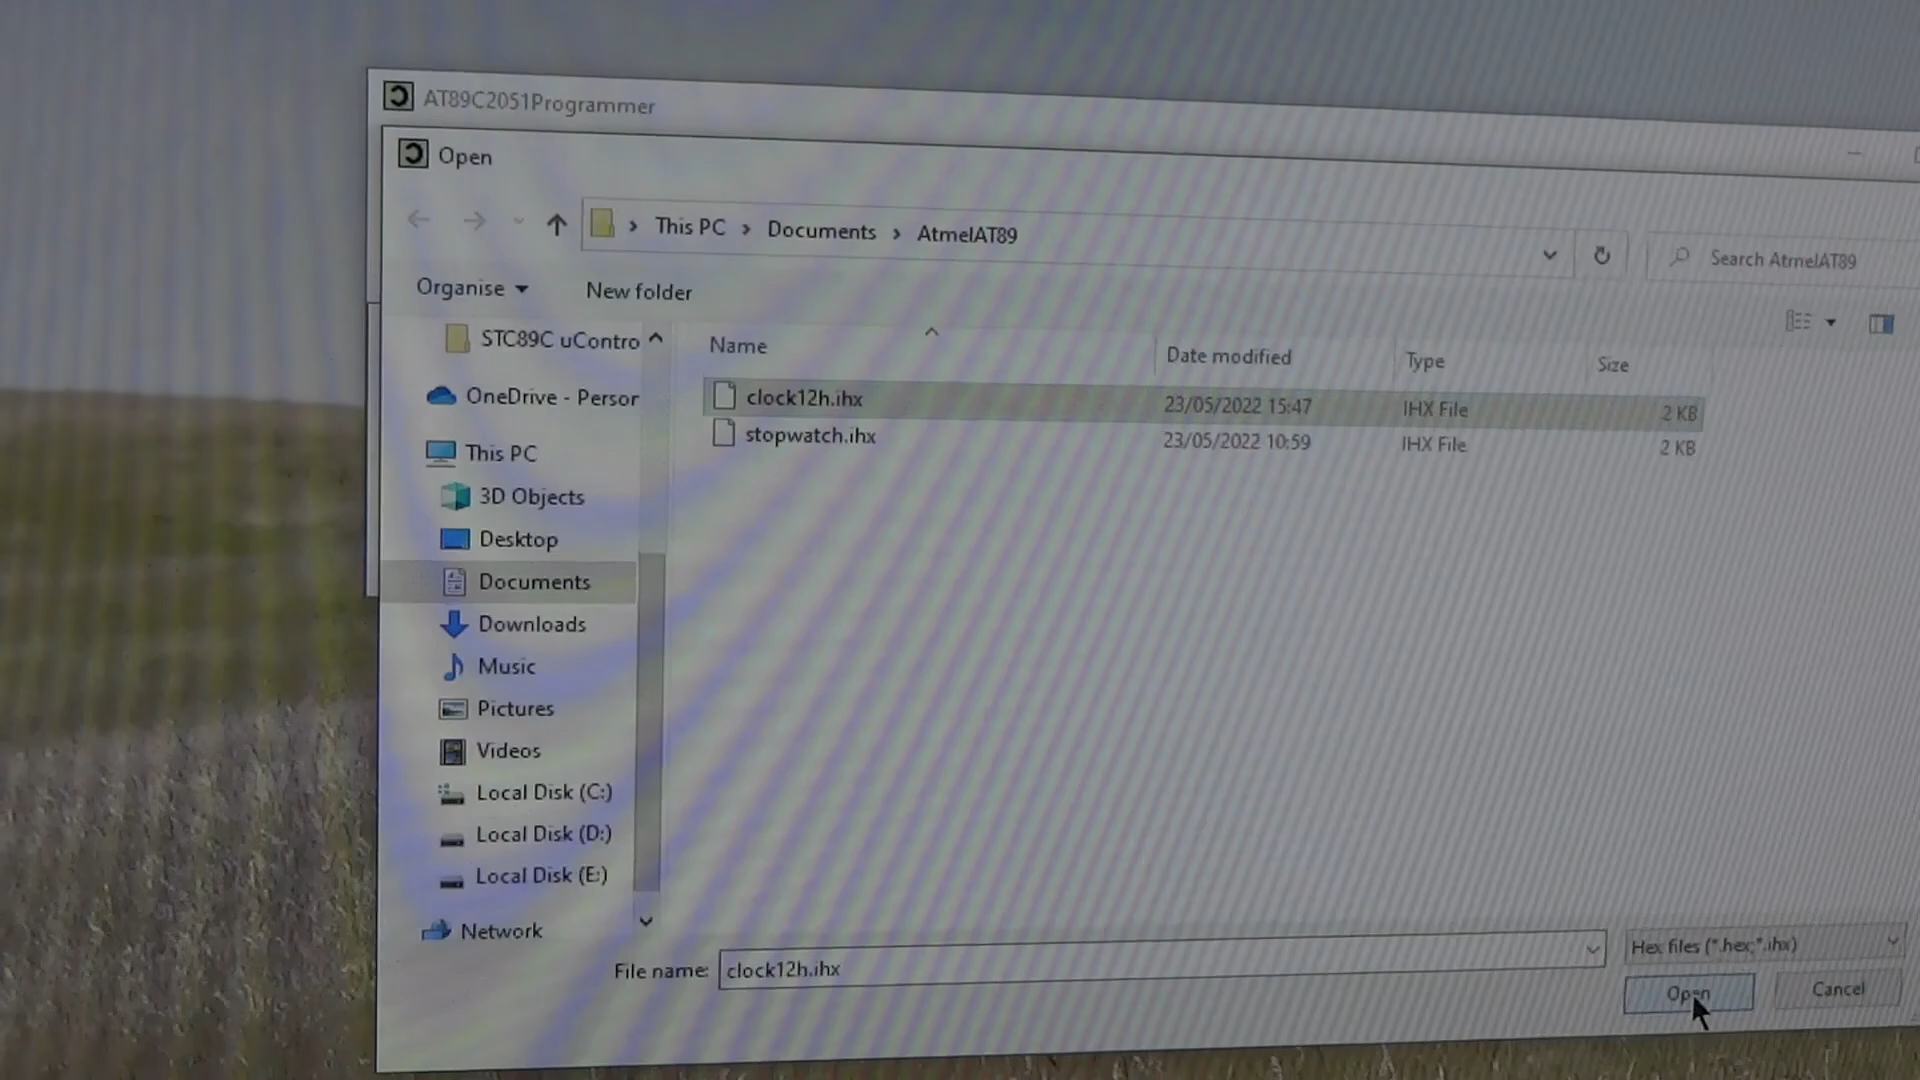 AT89C2051Programmer
Open
This PC > Documents > AtmelAT89
Search AtmelAT89
Organise
New folder
STC89C uContro
OneDrive - Person
This PC
3D Objects
Desktop
Documents
Downloads
Music
Pictures
Videos
Local Disk (C:)
Local Disk (D:)
Local Disk (E:)
Network
Name Date modified Type Size
clock12h.ihx 23/05/2022 15:47 IHX File 2 KB
stopwatch.ihx 23/05/2022 10:59 IHX File 2 KB
File name: clock12h.ihx
Hex files (*.hex;*.ihx)
Open Cancel